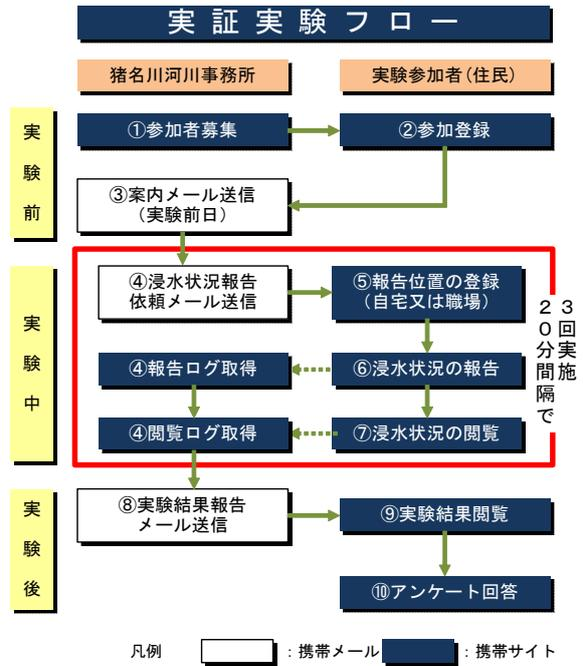 実証実験フロー
猪名川河川事務所
実験参加者(住民)
実験前
①参加者募集
②参加登録
③案内メール送信
(実験前日)
実験中
④浸水状況報告
依頼メール送信
⑤報告位置の登録
(自宅又は職場)
④報告ログ取得
⑥浸水状況の報告
④閲覧ログ取得
⑦浸水状況の閲覧
20分間隔で
3回実施
実験後
⑧実験結果報告
メール送信
⑨実験結果閲覧
⑩アンケート回答
凡例
：携帯メール
：携帯サイト